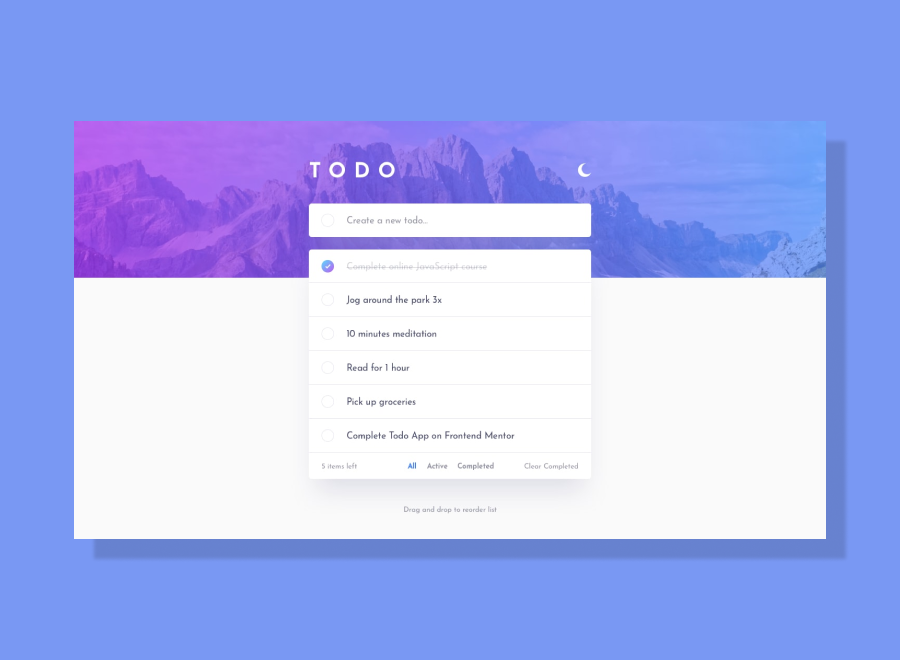 TODO
Create a new todo...
Complete online JavaScript course
Jog around the park 3x
10 minutes meditation
Read for 1 hour
Pick up groceries
Complete Todo App on Frontend Mentor
5 items left All Active Completed Clear Completed
Drag and drop to reorder list